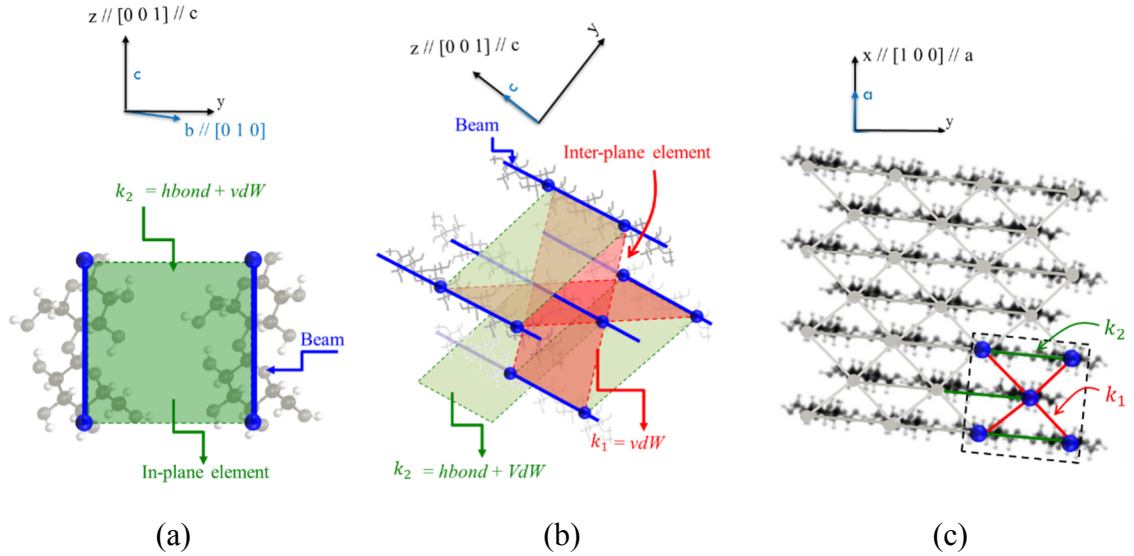 z // [0 0 1] // c
c
y
b // [0 1 0]
k₂ = hbond + vdW
Beam
In-plane element
(a)
z // [0 0 1] // c
y
c
Beam
Inter-plane element
k₁ = vdW
k₂ = hbond + VdW
(b)
x // [1 0 0] // a
a
y
k₂
k₁
(c)